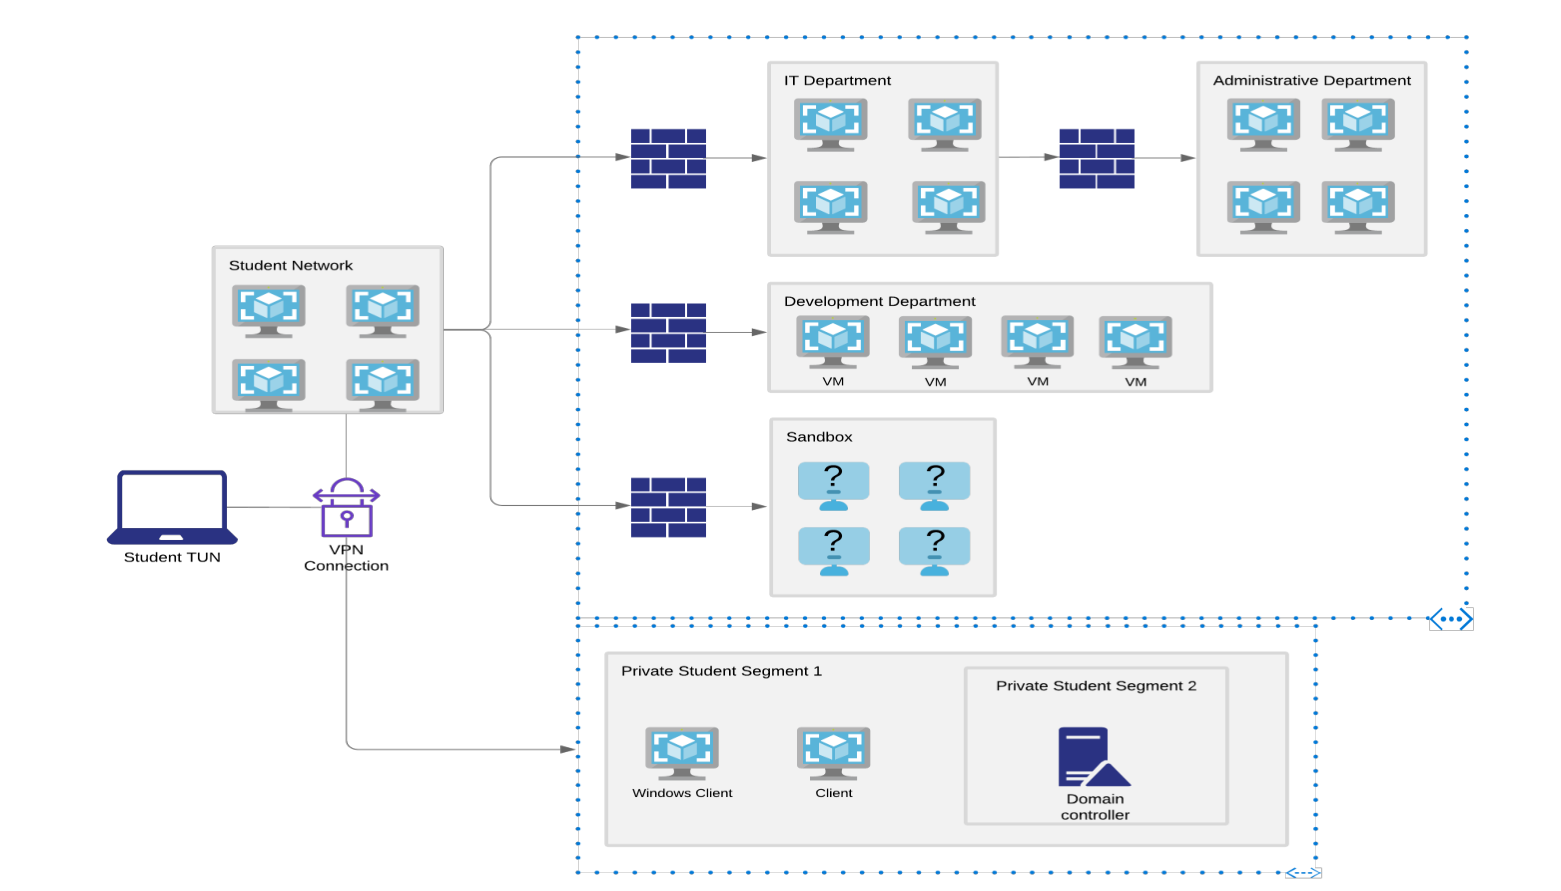 IT Department
Administrative Department
Student Network
Development Department
VM
VM
VM
VM
Sandbox
?
?
?
?
Student TUN
VPN
Connection
Private Student Segment 1
Private Student Segment 2
Windows Client
Client
Domain
controller